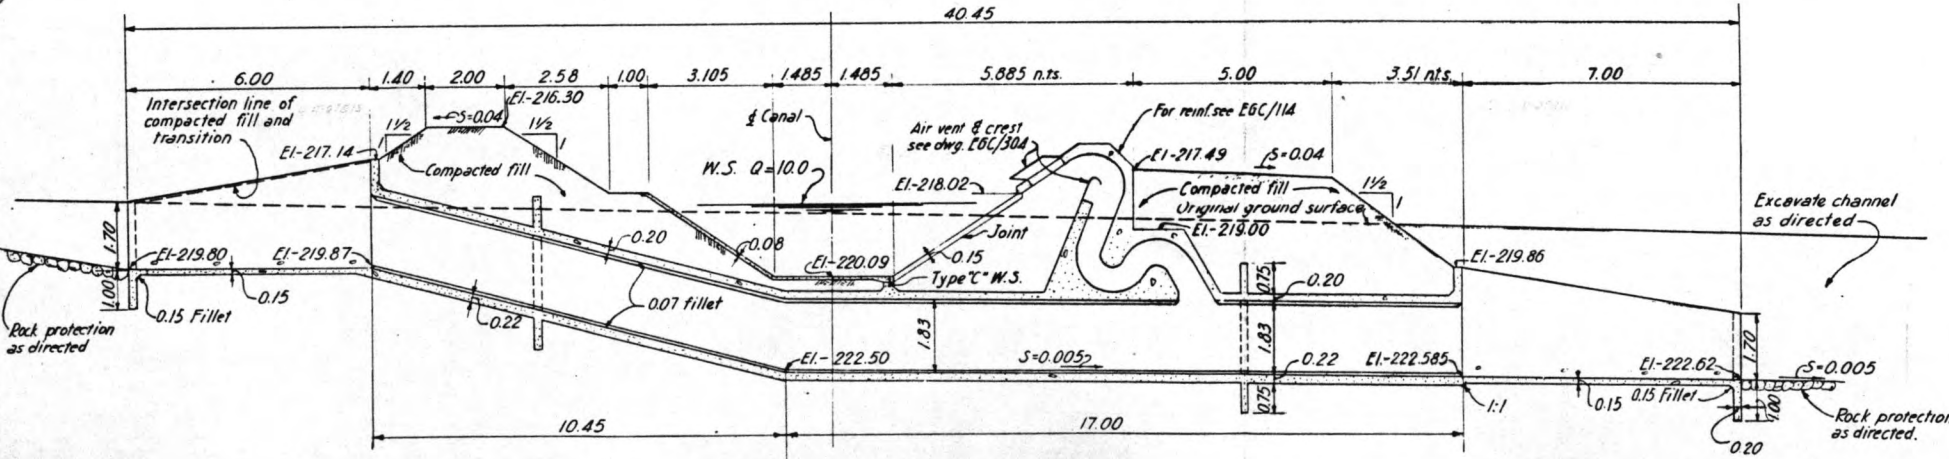 40.45
6.00 1.40 2.00 2.58 1.00 3.105 1.485 1.485 5.885 n.t.s. 5.00 3.51 n.t.s. 7.00
Intersection line of
compacted fill and
transition
El.-216.30
S=0.04
1½
1
1½
1
El.-217.14
Compacted fill
℄ Canal
W.S. Q=10.0
Air vent & crest
see dwg. EGC/304
For reinf. see EGC/114
El.-217.49
S=0.04
El.-218.02
Compacted fill
Original ground surface
1½
1
El.-219.00
Excavate channel
as directed
1.70
El.-219.80
El.-219.87
0.20
0.08
Joint
0.15
El.-220.09
Type "C" W.S.
El.-219.86
0.75
0.20
1.00
0.15
0.15 Fillet
0.22
0.07 fillet
Rock protection
as directed
1.83
1.83
1.70
El.-222.50
S=0.005
0.22
El.-222.585
El.-222.62
S=0.005
0.75
1:1
0.15
0.15 Fillet
1.00
Rock protection
as directed.
0.20
10.45
17.00